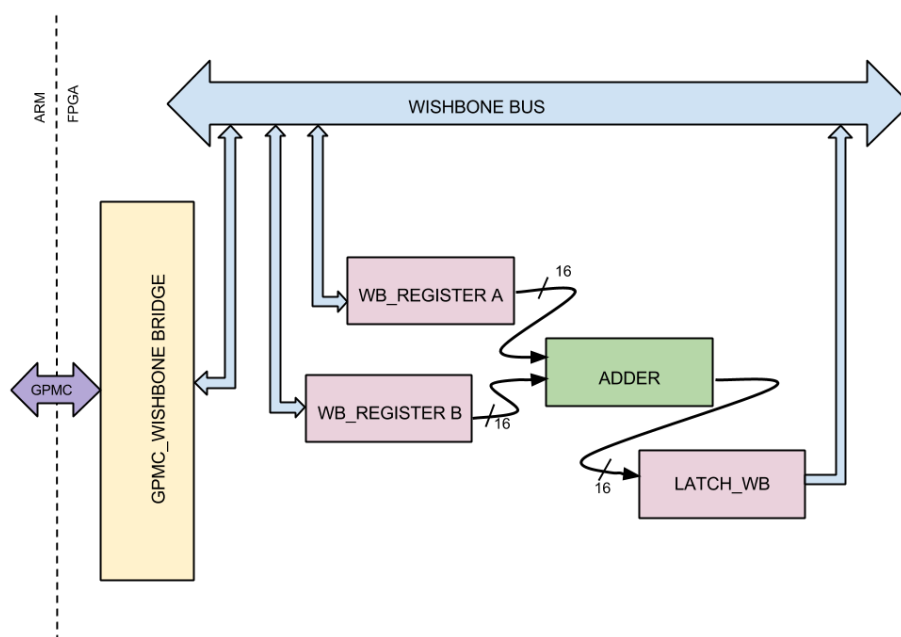 ARM
FPGA
WISHBONE BUS
GPMC_WISHBONE BRIDGE
GPMC
WB_REGISTER A
16
ADDER
WB_REGISTER B
16
16
LATCH_WB